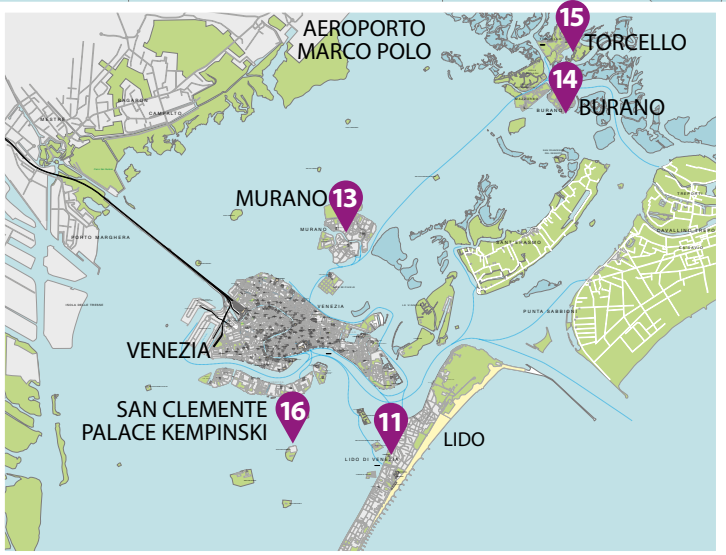 AEROPORTO
MARCO POLO
15
TORCELLO
14
BURANO
BURANO
CAMPALTO
MESTRE
MURANO 13
MURANO
TREPORTI
CAVALLINO TREPO
SANT'ERASMO
PORTO MARGHERA
VENEZIA
PUNTA SABBIONI
VENEZIA
SAN CLEMENTE
PALACE KEMPINSKI
16
11
LIDO
LIDO DI VENEZIA